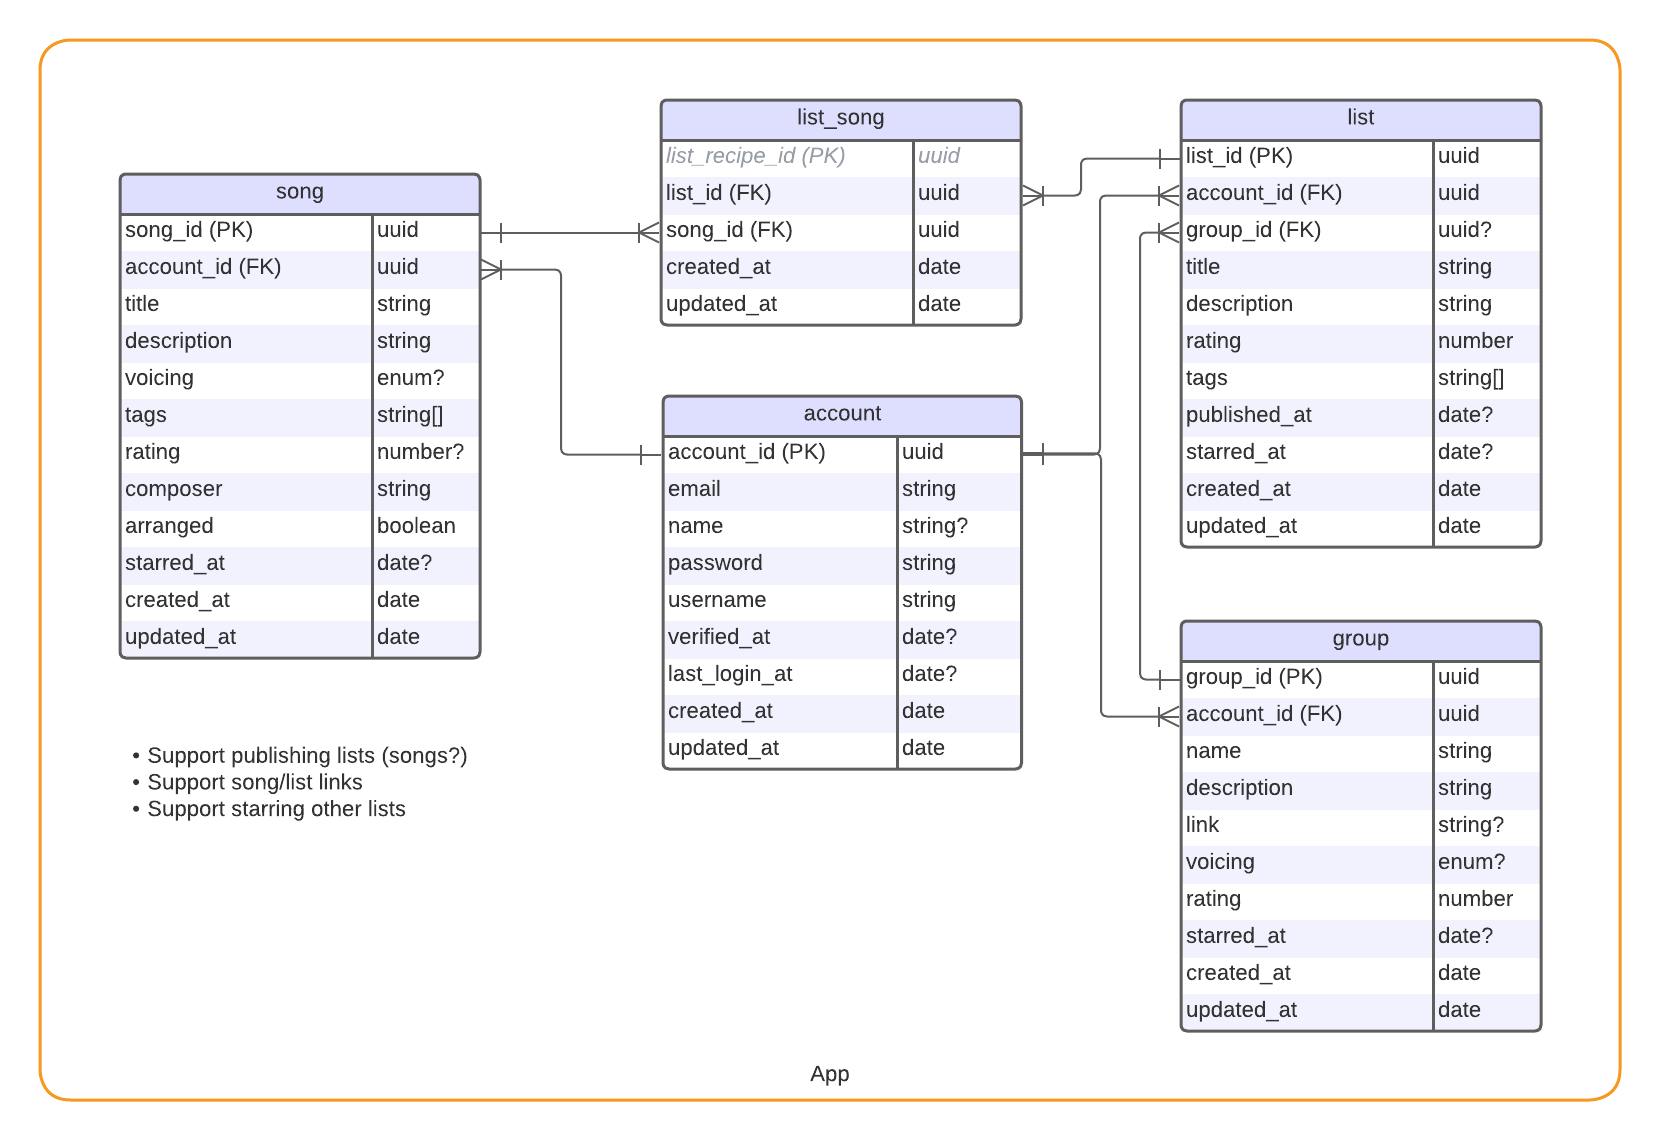 song
song_id (PK) uuid
account_id (FK) uuid
title string
description string
voicing enum?
tags string[]
rating number?
composer string
arranged boolean
starred_at date?
created_at date
updated_at date
• Support publishing lists (songs?)
• Support song/list links
• Support starring other lists
list_song
list_recipe_id (PK) uuid
list_id (FK) uuid
song_id (FK) uuid
created_at date
updated_at date
account
account_id (PK) uuid
email string
name string?
password string
username string
verified_at date?
last_login_at date?
created_at date
updated_at date
list
list_id (PK) uuid
account_id (FK) uuid
group_id (FK) uuid?
title string
description string
rating number
tags string[]
published_at date?
starred_at date?
created_at date
updated_at date
group
group_id (PK) uuid
account_id (FK) uuid
name string
description string
link string?
voicing enum?
rating number
starred_at date?
created_at date
updated_at date
App